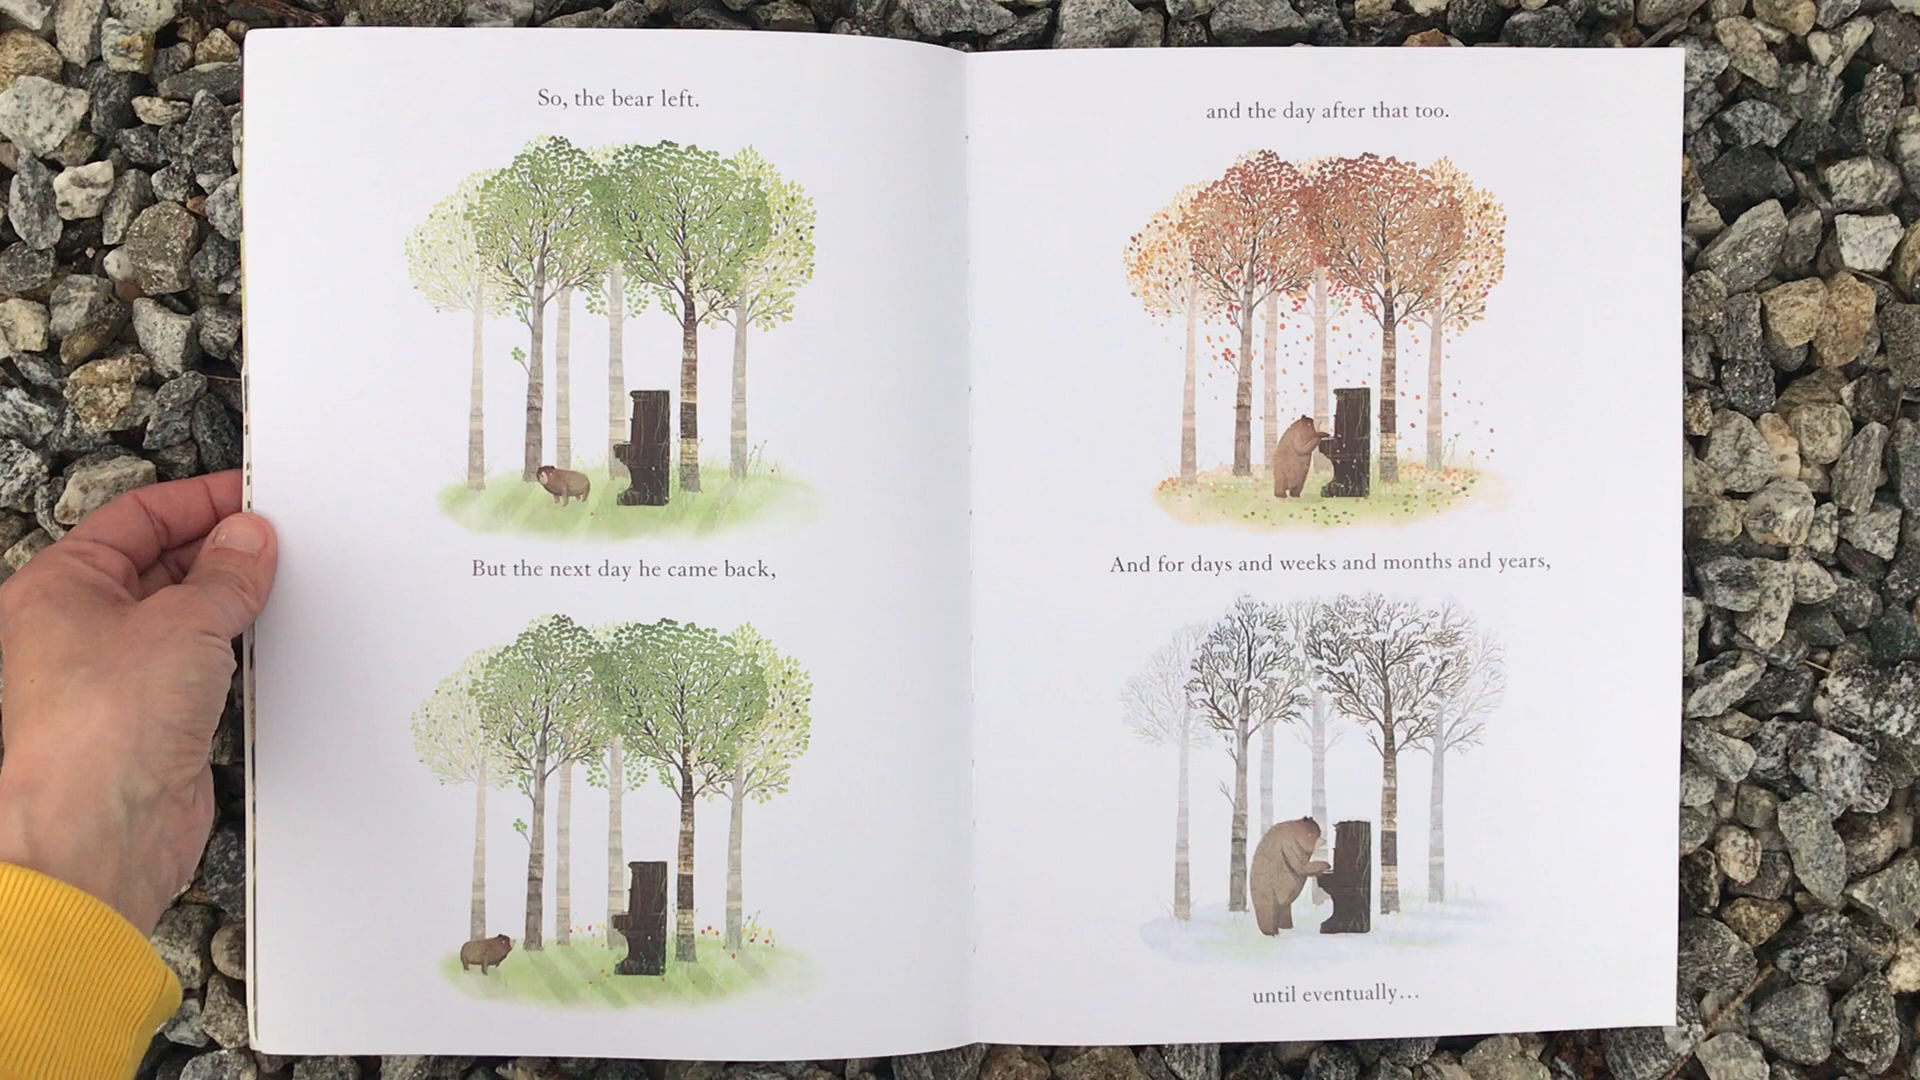 So, the bear left.
But the next day he came back,
and the day after that too.
And for days and weeks and months and years,
until eventually...